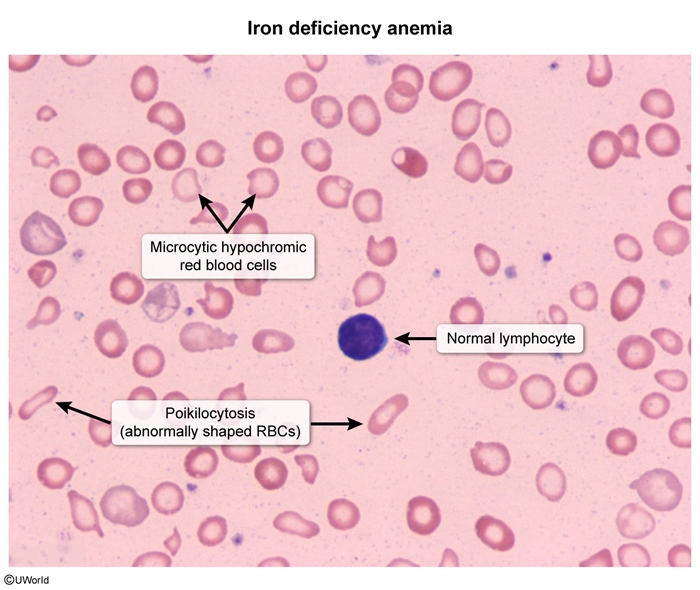 Iron deficiency anemia
Microcytic hypochromic
red blood cells
Normal lymphocyte
Poikilocytosis
(abnormally shaped RBCs)
©UWorld